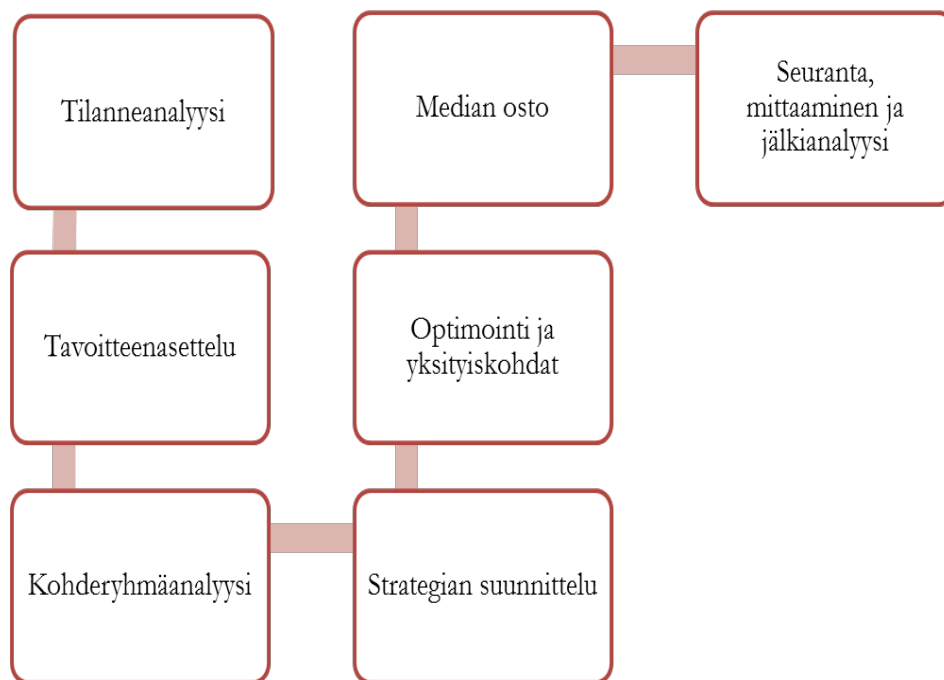 Tilanneanalyysi
Tavoitteenasettelu
Kohderyhmäanalyysi
Strategian suunnittelu
Optimointi ja
yksityiskohdat
Median osto
Seuranta,
mittaaminen ja
jälkianalyysi